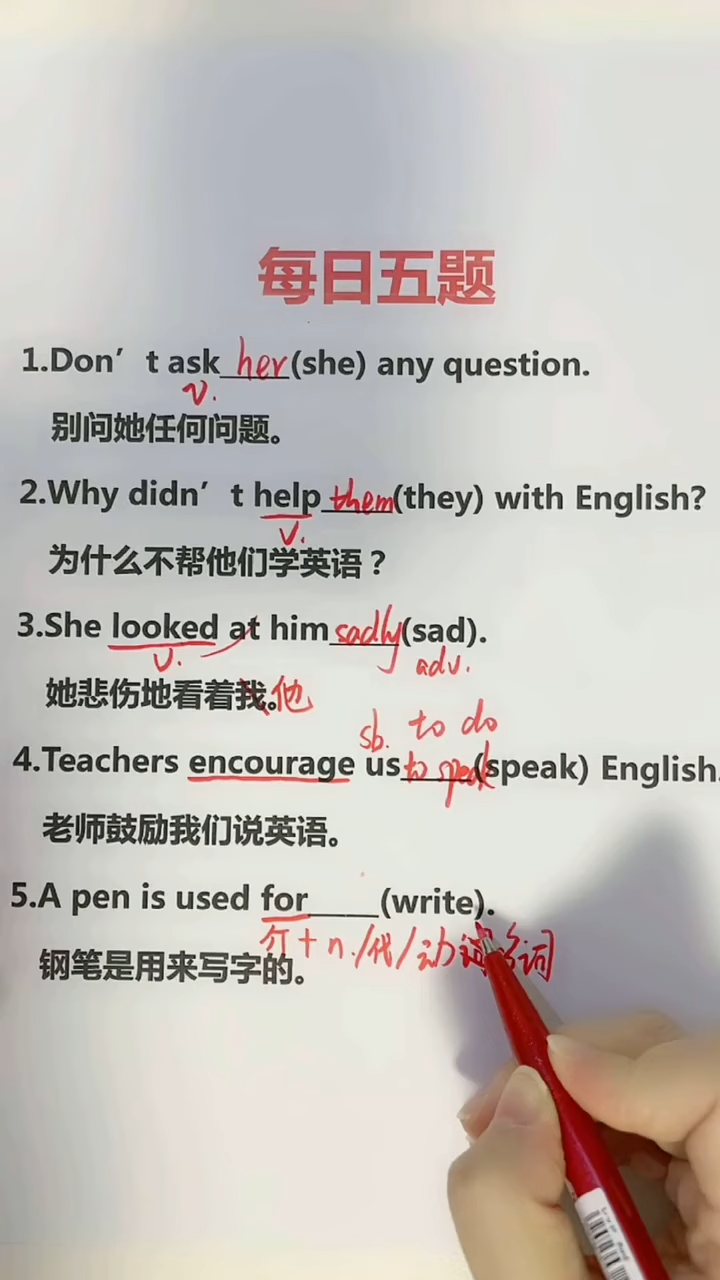 每日五题
1.Don't ask her(she) any question.
v.
别问她任何问题。
2.Why didn't help them(they) with English?
v.
为什么不帮他们学英语？
3.She looked at him sadly(sad).
v. adv.
她悲伤地看着我。他
sb. to do
4.Teachers encourage us to speak(speak) English.
老师鼓励我们说英语。
5.A pen is used for____(write).
介+n./代/动词
钢笔是用来写字的。